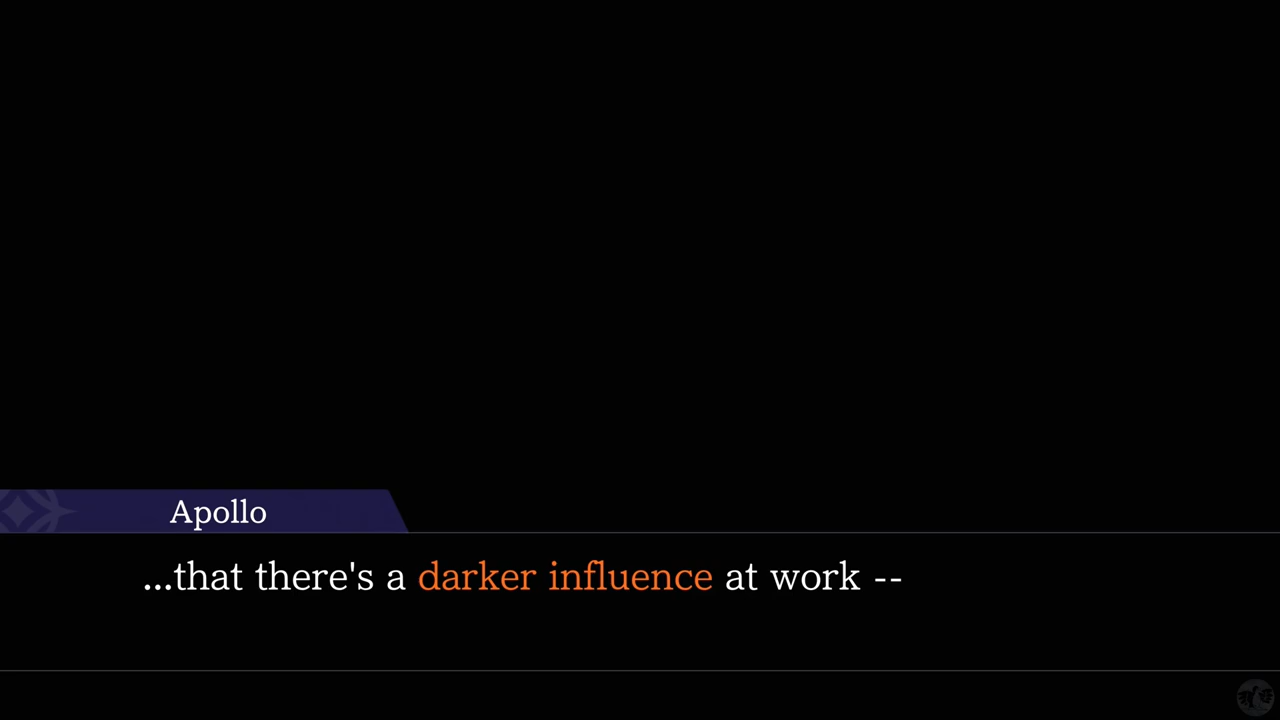 Apollo
...that there's a darker influence at work --